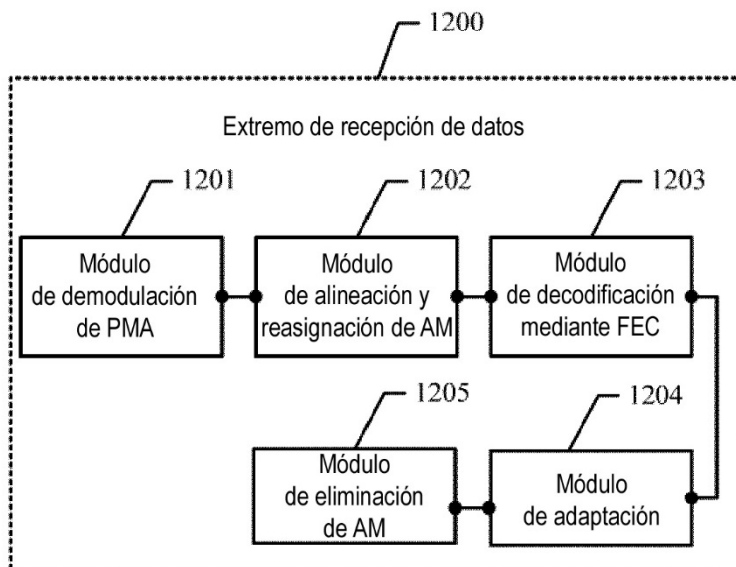 1200
Extremo de recepción de datos
1201
1202
1203
Módulo
de demodulación
de PMA
Módulo
de alineación y
reasignación de AM
Módulo
de decodificación
mediante FEC
1205
1204
Módulo
de eliminación
de AM
Módulo
de adaptación